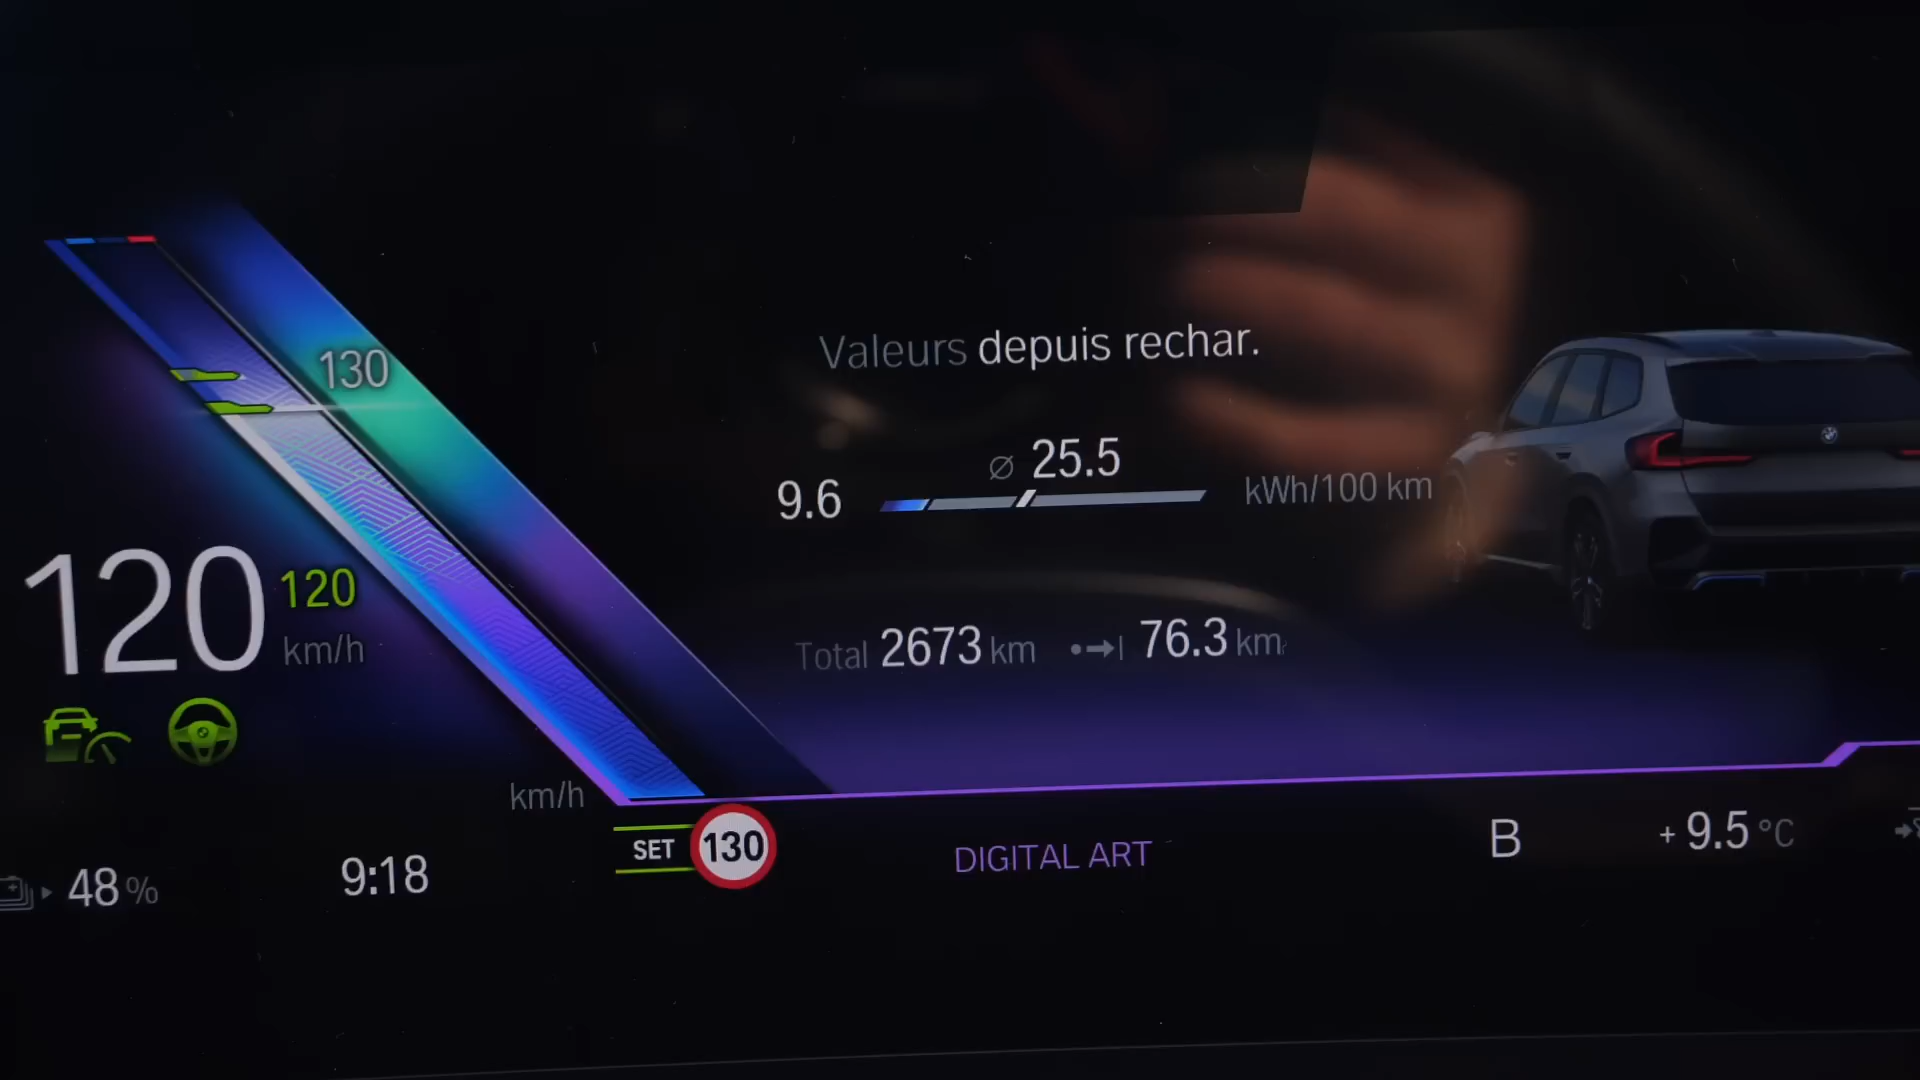 130
Valeurs depuis rechar.
Ø 25.5
9.6
kWh/100 km
120 120
km/h
Total 2673 km 76.3 km
km/h
SET 130
DIGITAL ART
B
+ 9.5 °C
48 %
9:18